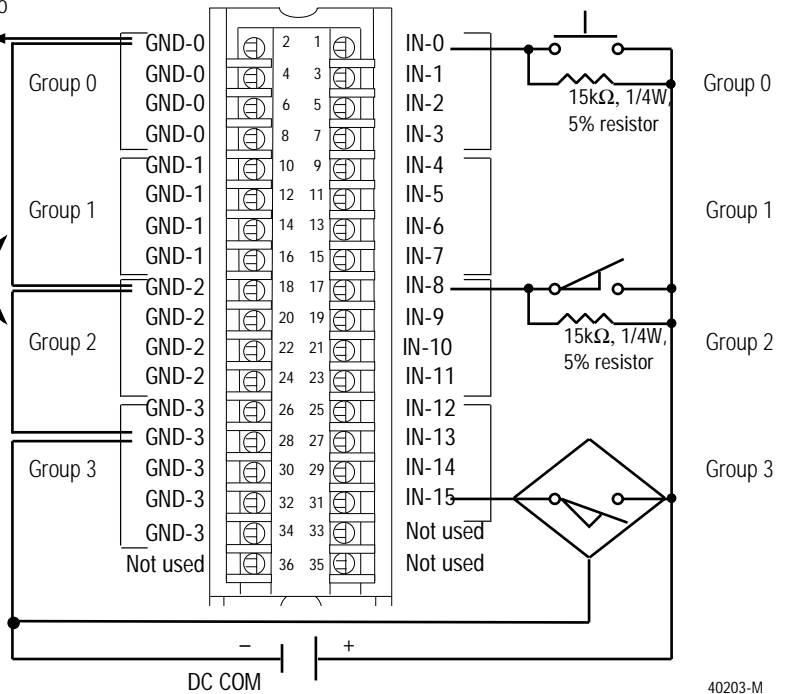 GND-0 2 1 IN-0
Group 0 GND-0 4 3 IN-1 15kΩ, 1/4W, Group 0
GND-0 6 5 IN-2 5% resistor
GND-0 8 7 IN-3
GND-1 10 9 IN-4
Group 1 GND-1 12 11 IN-5 Group 1
GND-1 14 13 IN-6
GND-1 16 15 IN-7
GND-2 18 17 IN-8
GND-2 20 19 IN-9
Group 2 GND-2 22 21 IN-10 15kΩ, 1/4W, Group 2
GND-2 24 23 IN-11 5% resistor
GND-3 26 25 IN-12
GND-3 28 27 IN-13
Group 3 GND-3 30 29 IN-14 Group 3
GND-3 32 31 IN-15
GND-3 34 33 Not used
Not used 36 35 Not used
– +
DC COM
40203-M